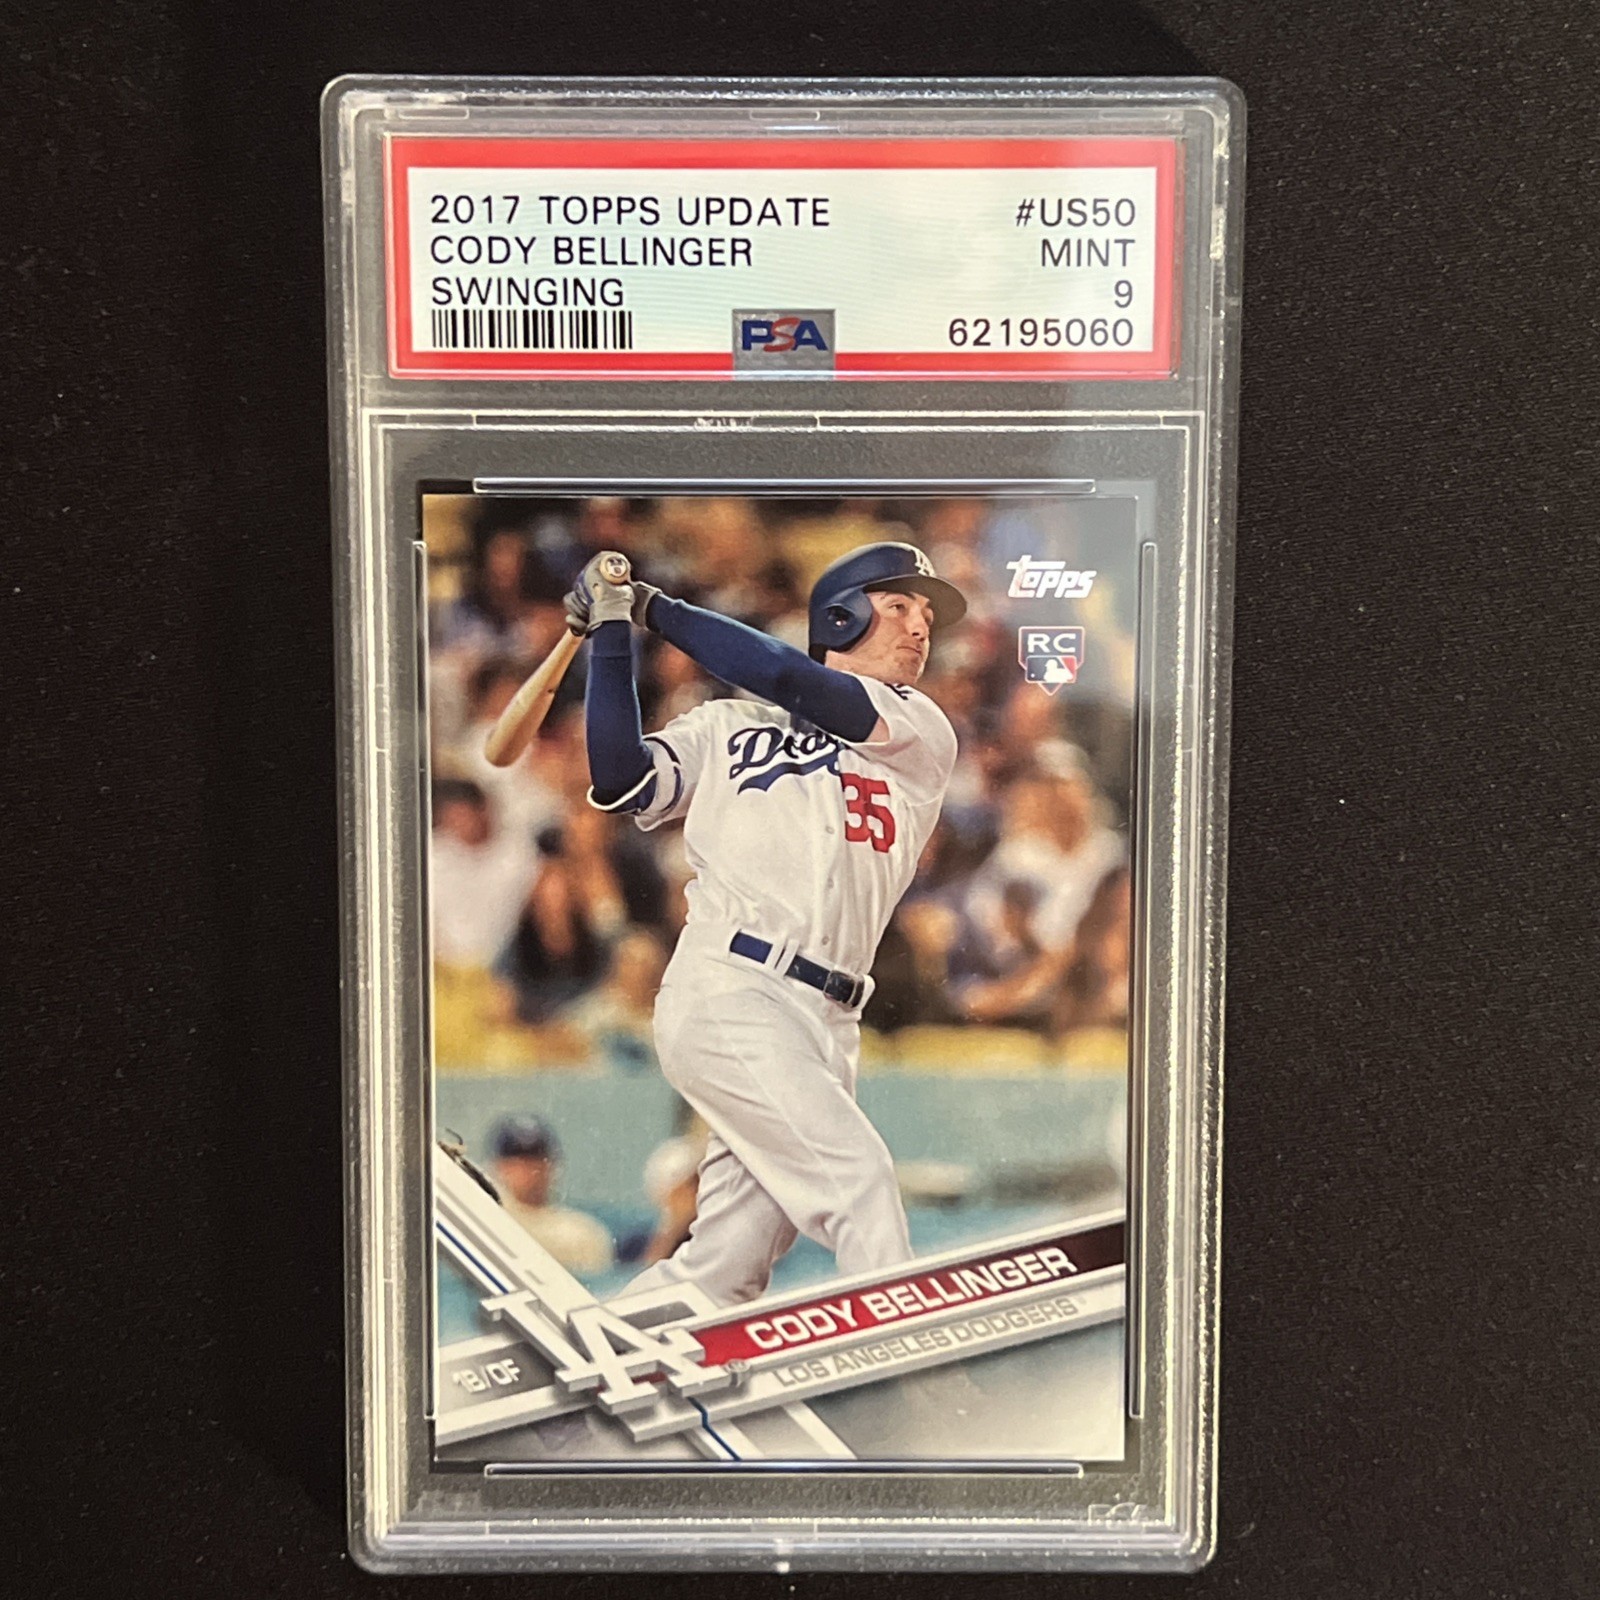 2017 TOPPS UPDATE #US50
CODY BELLINGER MINT
SWINGING 9
PSA 62195060
topps
RC
LA
35
CODY BELLINGER
LOS ANGELES DODGERS
1B/OF
LA